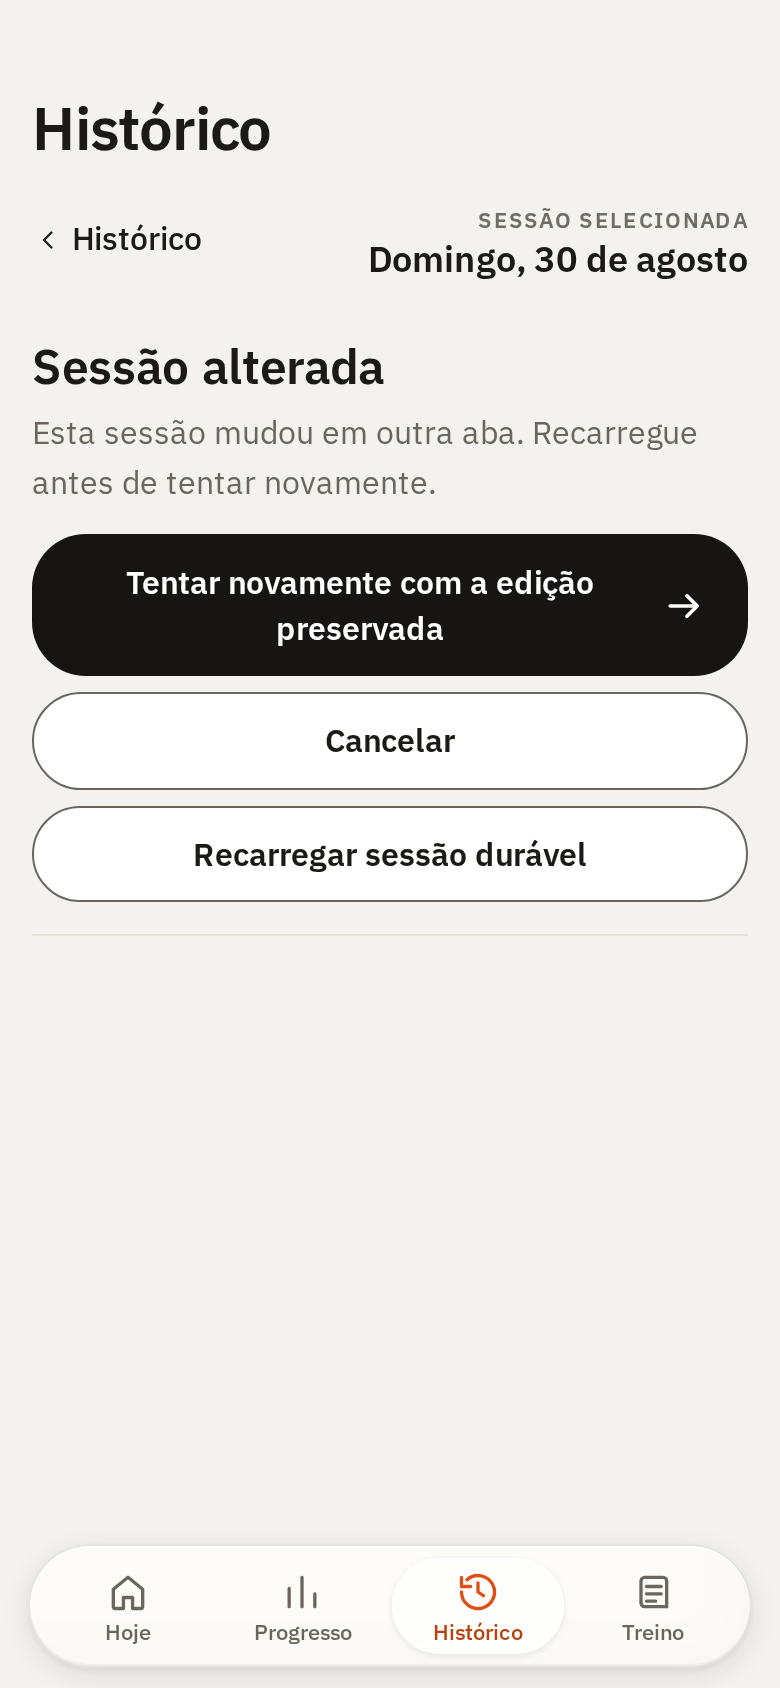 Histórico
Histórico
SESSÃO SELECIONADA
Domingo, 30 de agosto
Sessão alterada
Esta sessão mudou em outra aba. Recarregue
antes de tentar novamente.
Tentar novamente com a edição
preservada
Cancelar
Recarregar sessão durável
Hoje
Progresso
Histórico
Treino